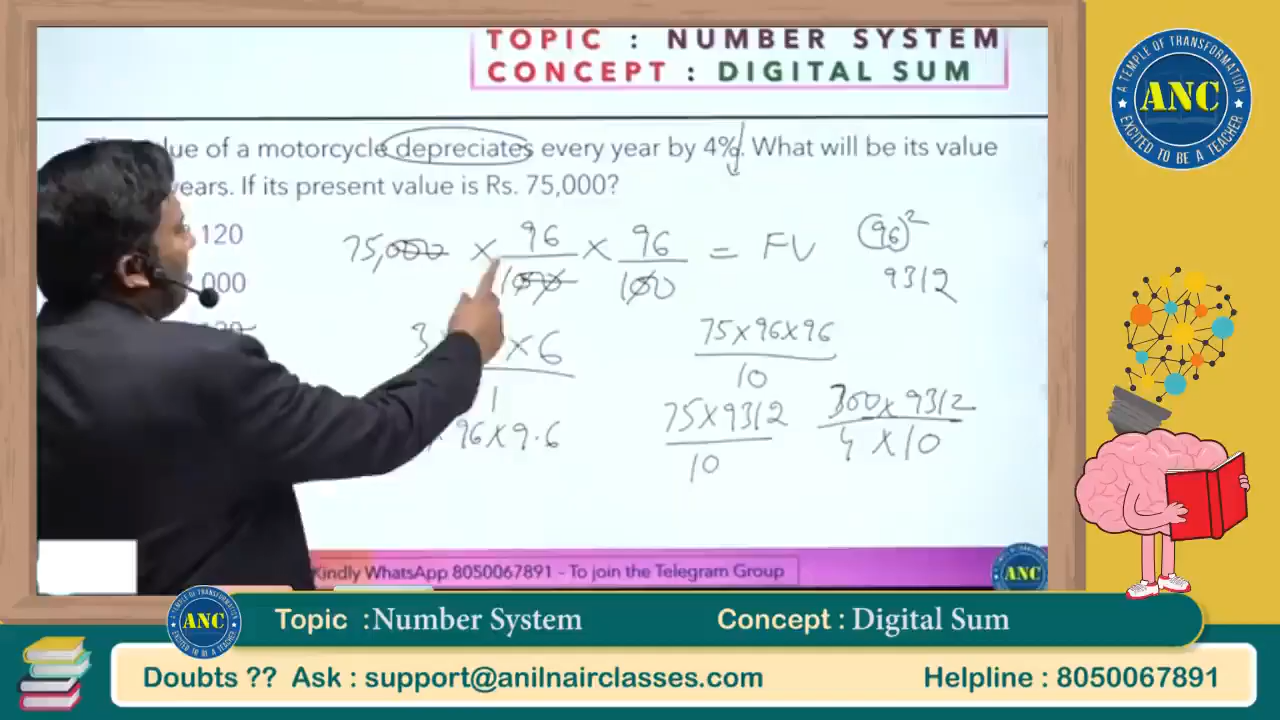 TOPIC : NUMBER SYSTEM
CONCEPT : DIGITAL SUM
A TEMPLE OF TRANSFORMATION
ANC
EXCITED TO BE A TEACHER
of a motorcycle depreciates every year by 4%. What will be its value
If its present value is Rs. 75,000?
120
000
75,000 × 96/100 × 96/100 = FV
(96)²
9312
× 6
1
75×96×96
10
96×9.6
75×9312
10
300×9312
4×10
Kindly WhatsApp 8050067891 - To join the Telegram Group
ANC
ANC
Topic :Number System Concept : Digital Sum
Doubts ?? Ask : support@anilnairclasses.com Helpline : 8050067891